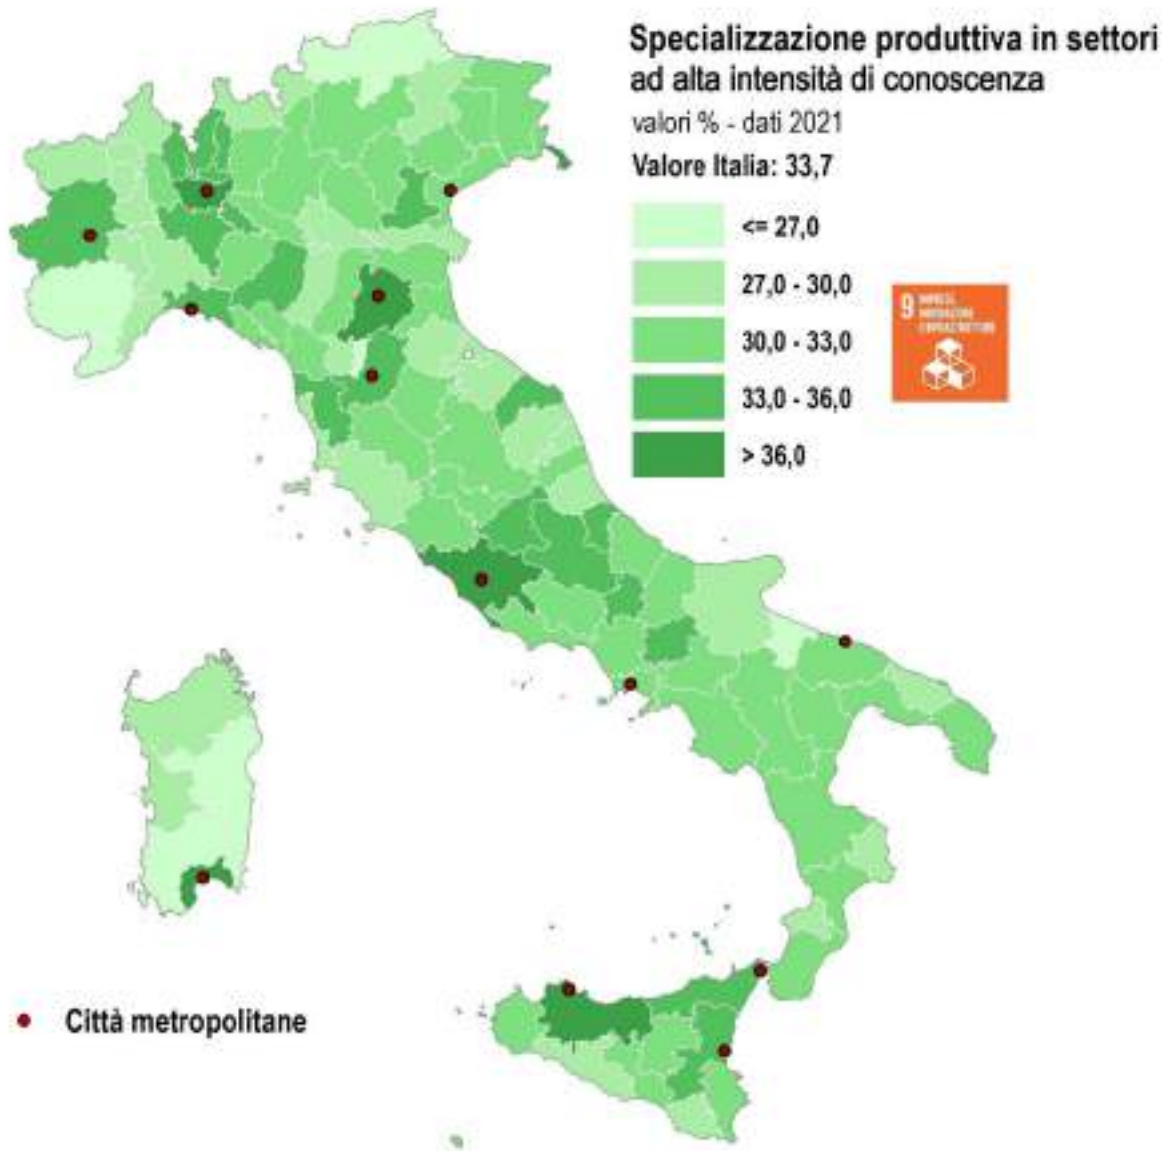 Specializzazione produttiva in settori
ad alta intensità di conoscenza
valori % - dati 2021
Valore Italia: 33,7
<= 27,0
27,0 - 30,0
30,0 - 33,0
33,0 - 36,0
> 36,0
9
Città metropolitane